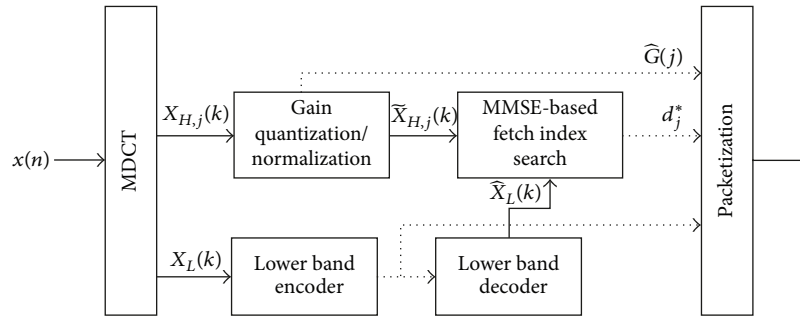 x(n)
MDCT
X_{H,j}(k)
Gain
quantization/
normalization
X̃_{H,j}(k)
MMSE-based
fetch index
search
Ĝ(j)
d_j^*
X̂_L(k)
X_L(k)
Lower band
encoder
Lower band
decoder
Packetization